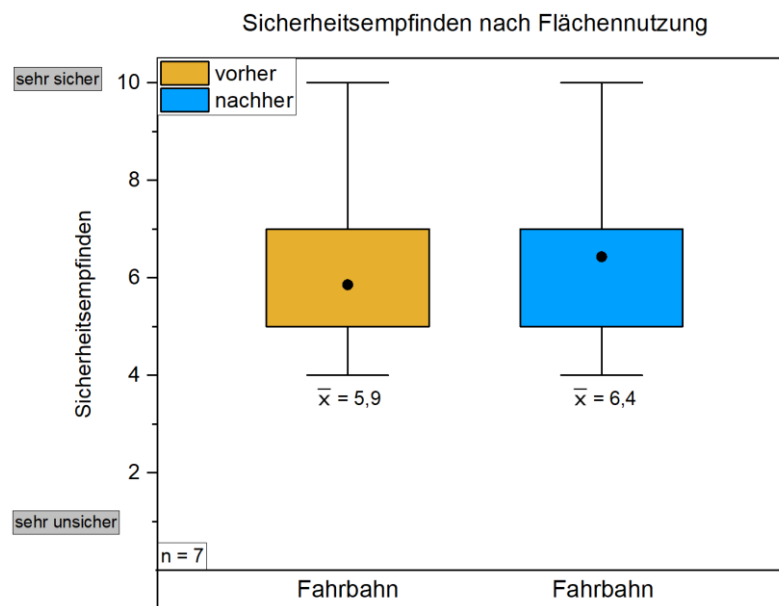 Sicherheitsempfinden nach Flächennutzung
sehr sicher
10
vorher
nachher
8
6
4
2
Sicherheitsempfinden
x̅ = 5,9
x̅ = 6,4
sehr unsicher
n = 7
Fahrbahn
Fahrbahn